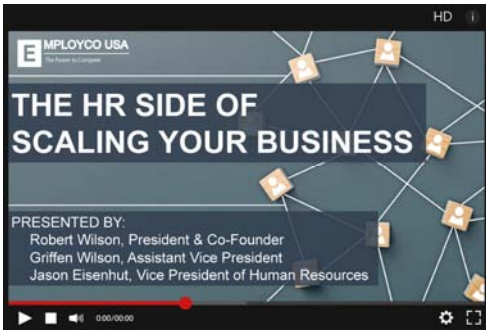 HD i
EMPLOYCO USA
The Power to Compete
THE HR SIDE OF
SCALING YOUR BUSINESS
PRESENTED BY:
Robert Wilson, President & Co-Founder
Griffen Wilson, Assistant Vice President
Jason Eisenhut, Vice President of Human Resources
0:00/00:00